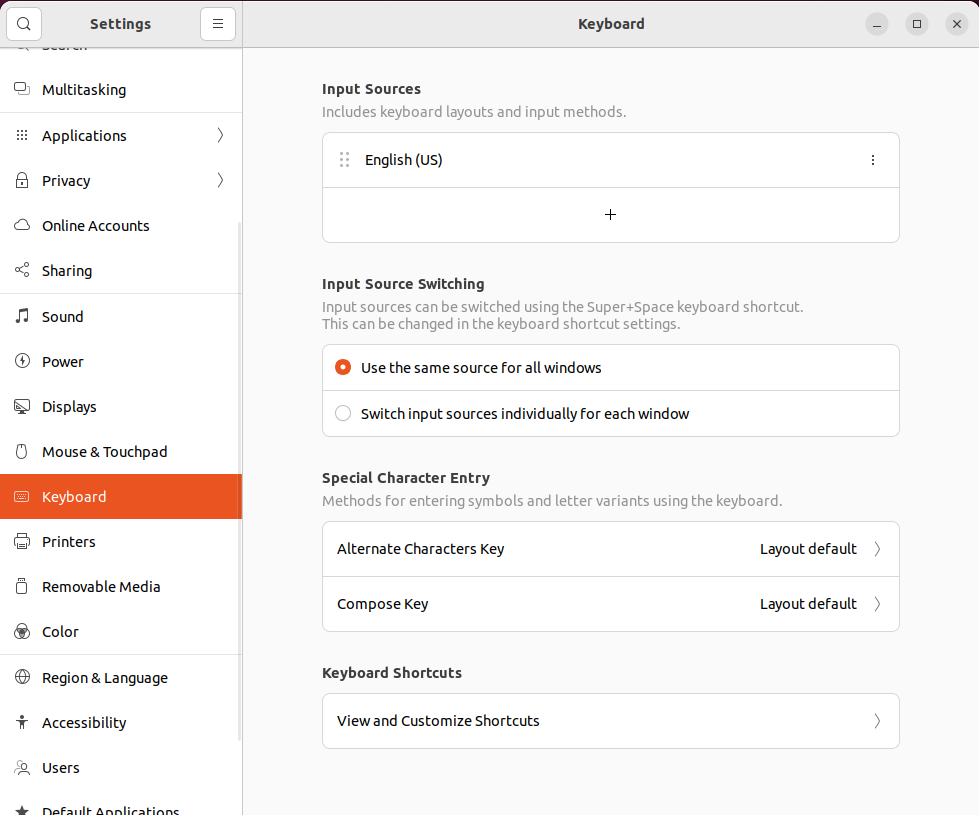 Settings
Keyboard
Search
Multitasking
Applications
Privacy
Online Accounts
Sharing
Sound
Power
Displays
Mouse & Touchpad
Keyboard
Printers
Removable Media
Color
Region & Language
Accessibility
Users
Default Applications
Input Sources
Includes keyboard layouts and input methods.
English (US)
Input Source Switching
Input sources can be switched using the Super+Space keyboard shortcut.
This can be changed in the keyboard shortcut settings.
Use the same source for all windows
Switch input sources individually for each window
Special Character Entry
Methods for entering symbols and letter variants using the keyboard.
Alternate Characters Key Layout default
Compose Key Layout default
Keyboard Shortcuts
View and Customize Shortcuts